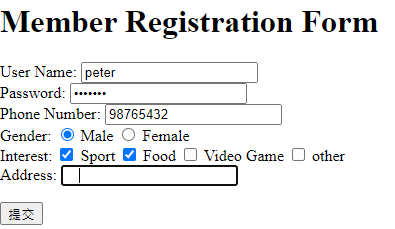 Member Registration Form
User Name: peter
Password: •••••••
Phone Number: 98765432
Gender: Male Female
Interest: Sport Food Video Game other
Address:
提交